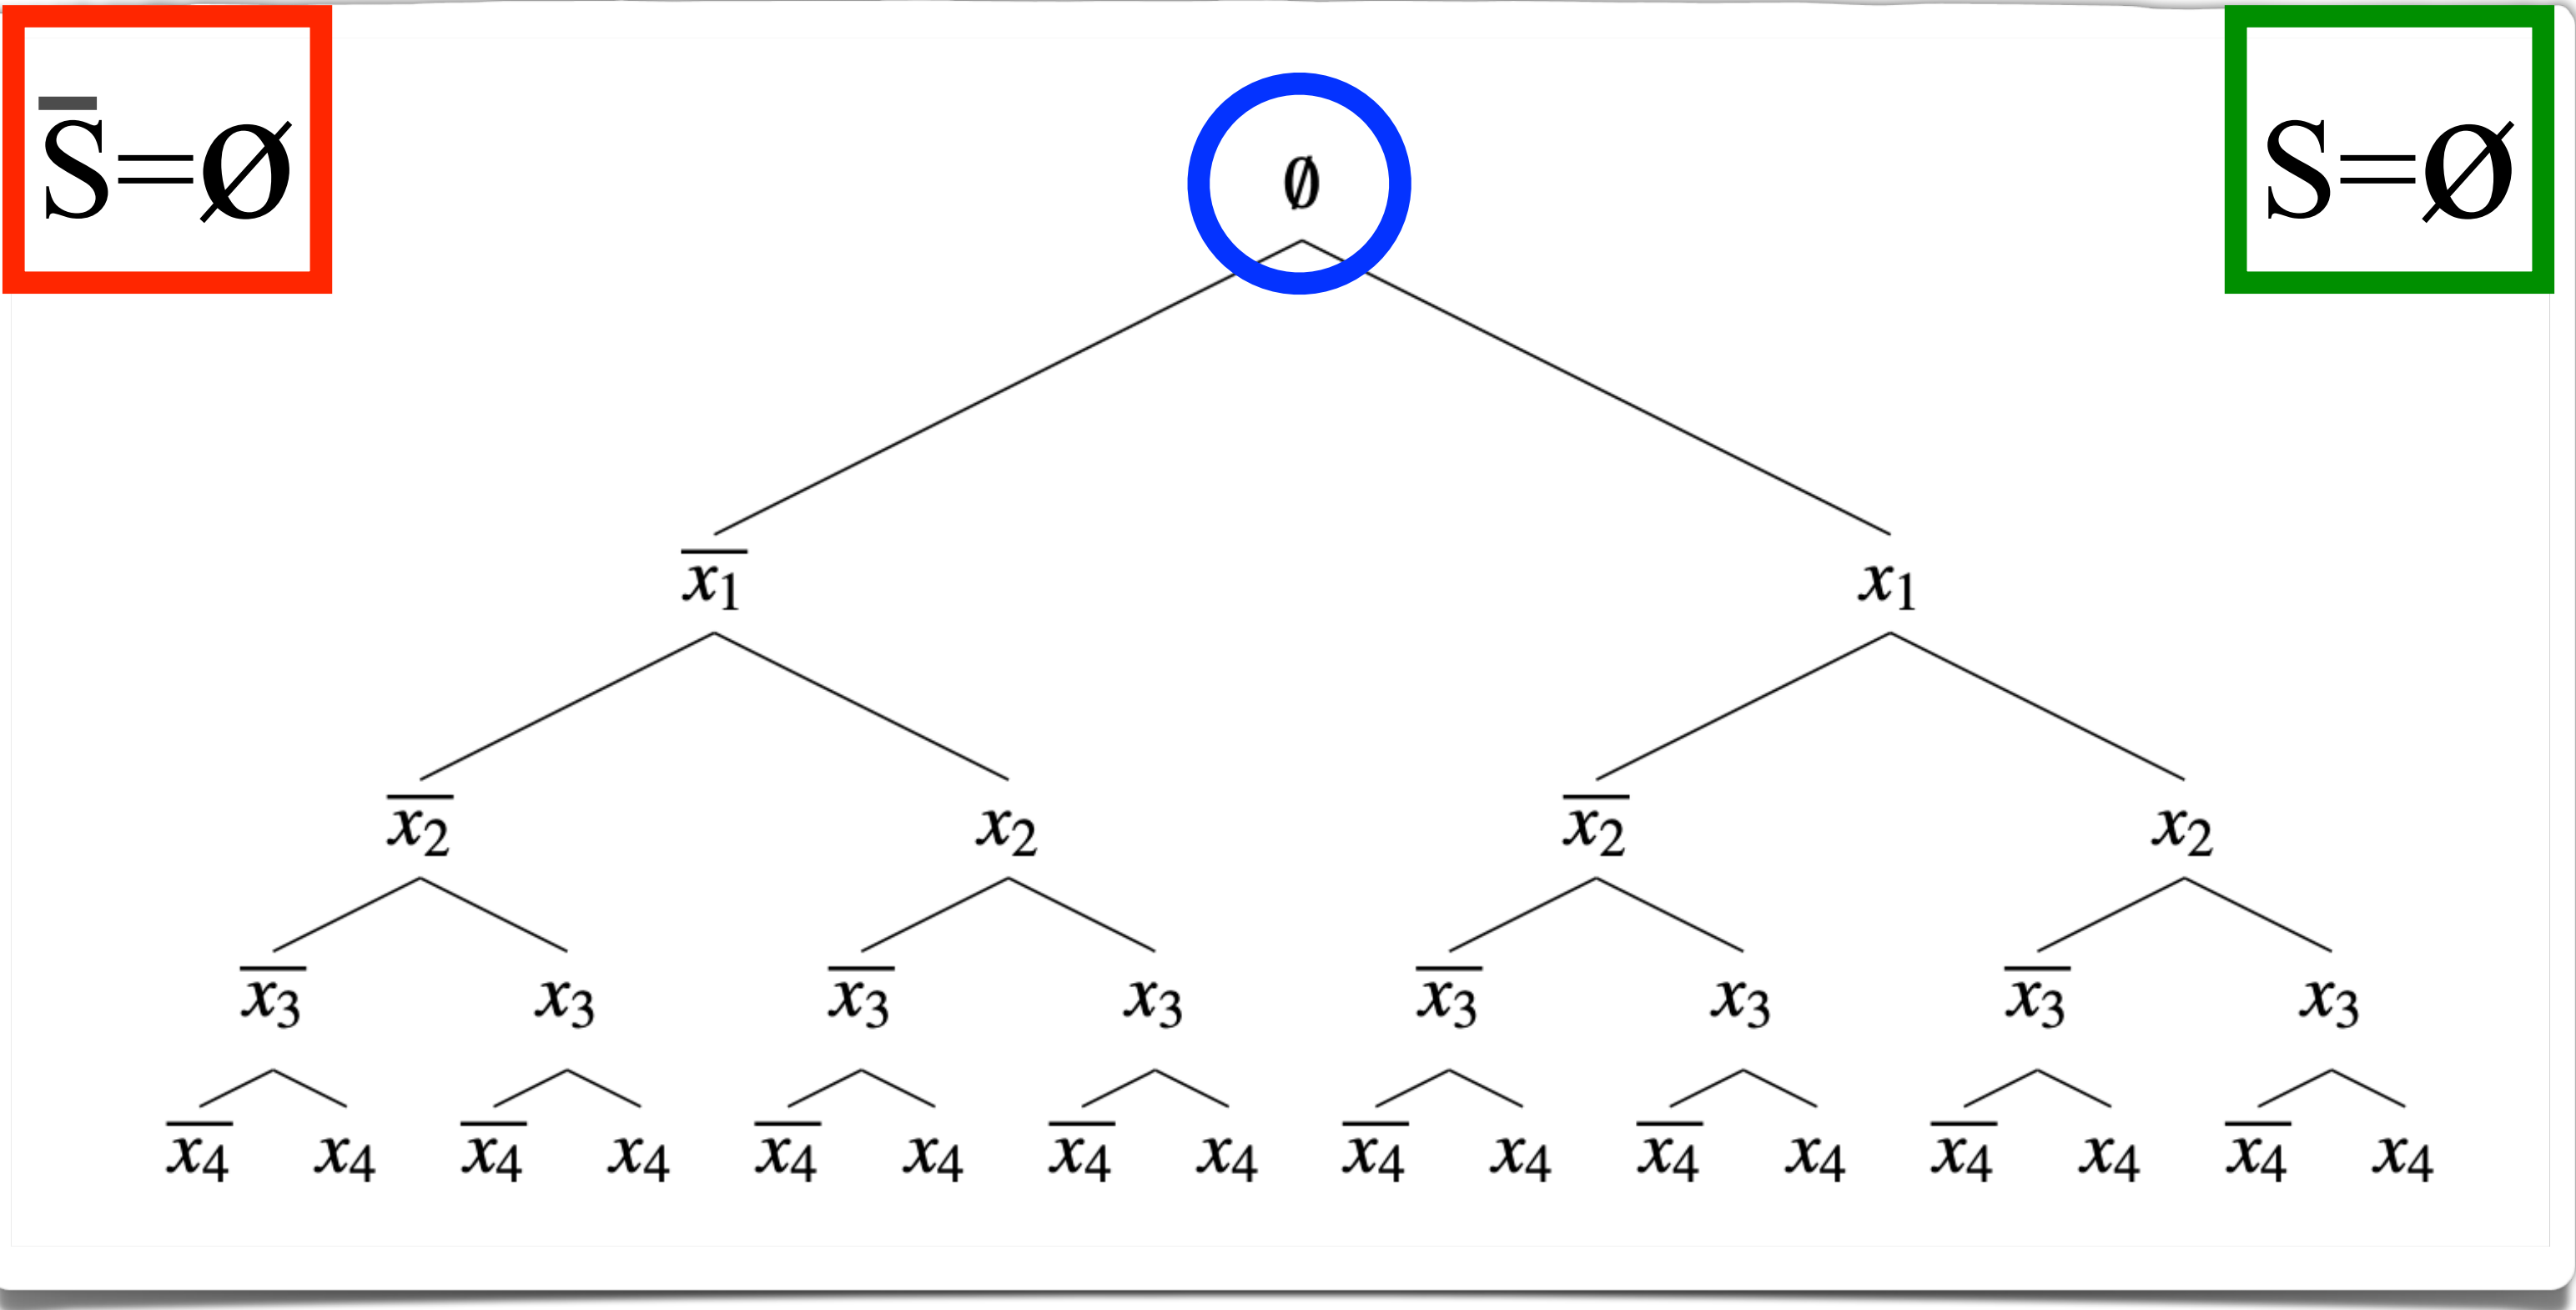 S̅=Ø ∅ S=Ø
x̅₁ x₁
x̅₂ x₂ x̅₂ x₂
x̅₃ x₃ x̅₃ x₃ x̅₃ x₃ x̅₃ x₃
x̅₄ x₄ x̅₄ x₄ x̅₄ x₄ x̅₄ x₄ x̅₄ x₄ x̅₄ x₄ x̅₄ x₄ x̅₄ x₄